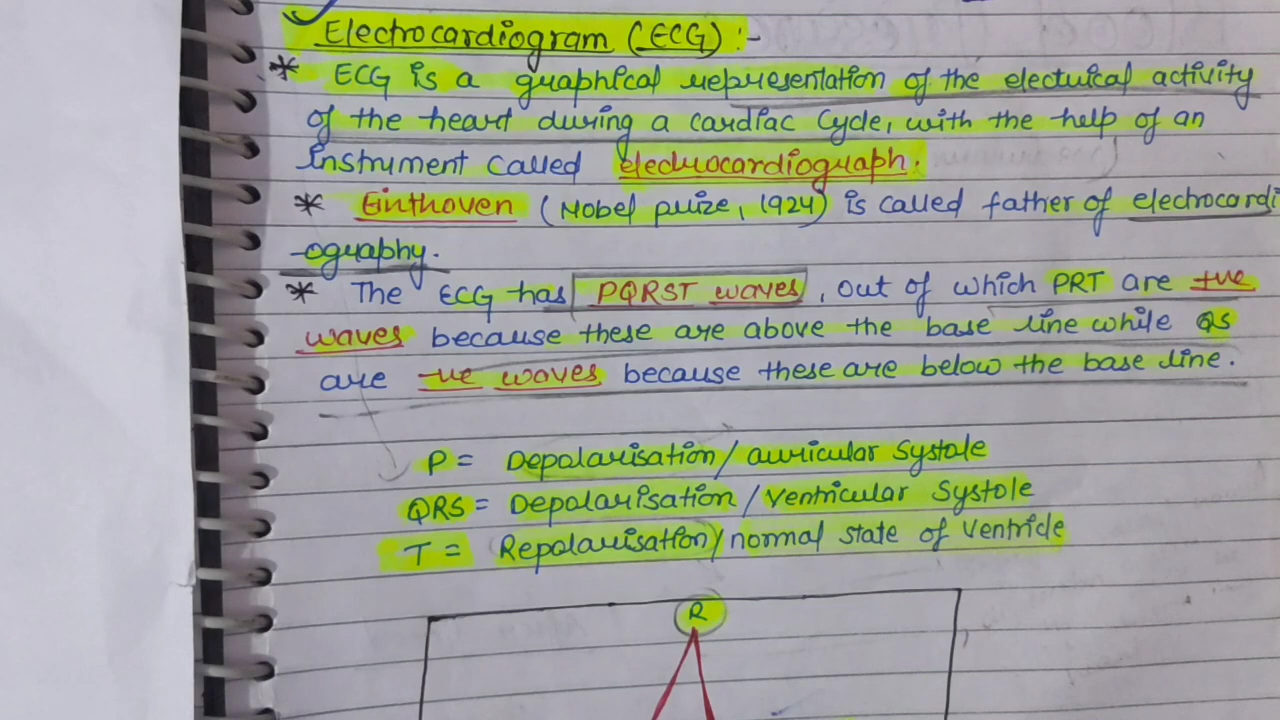 Electrocardiogram (ECG) :-
* ECG is a graphical representation of the electrical activity
of the heart during a cardiac Cycle, with the help of an
instrument called electrocardiograph.
* Einthoven (Nobel prize, 1924) is called father of electrocardi
-ography.
* The ECG has PQRST waves, out of which PRT are +ve
waves because these are above the base line while QS
are -ve waves because these are below the base line.
P = Depolarisation/ auricular Systole
QRS = Depolarisation / Ventricular Systole
T = Repolarisation/normal state of Ventricle
R